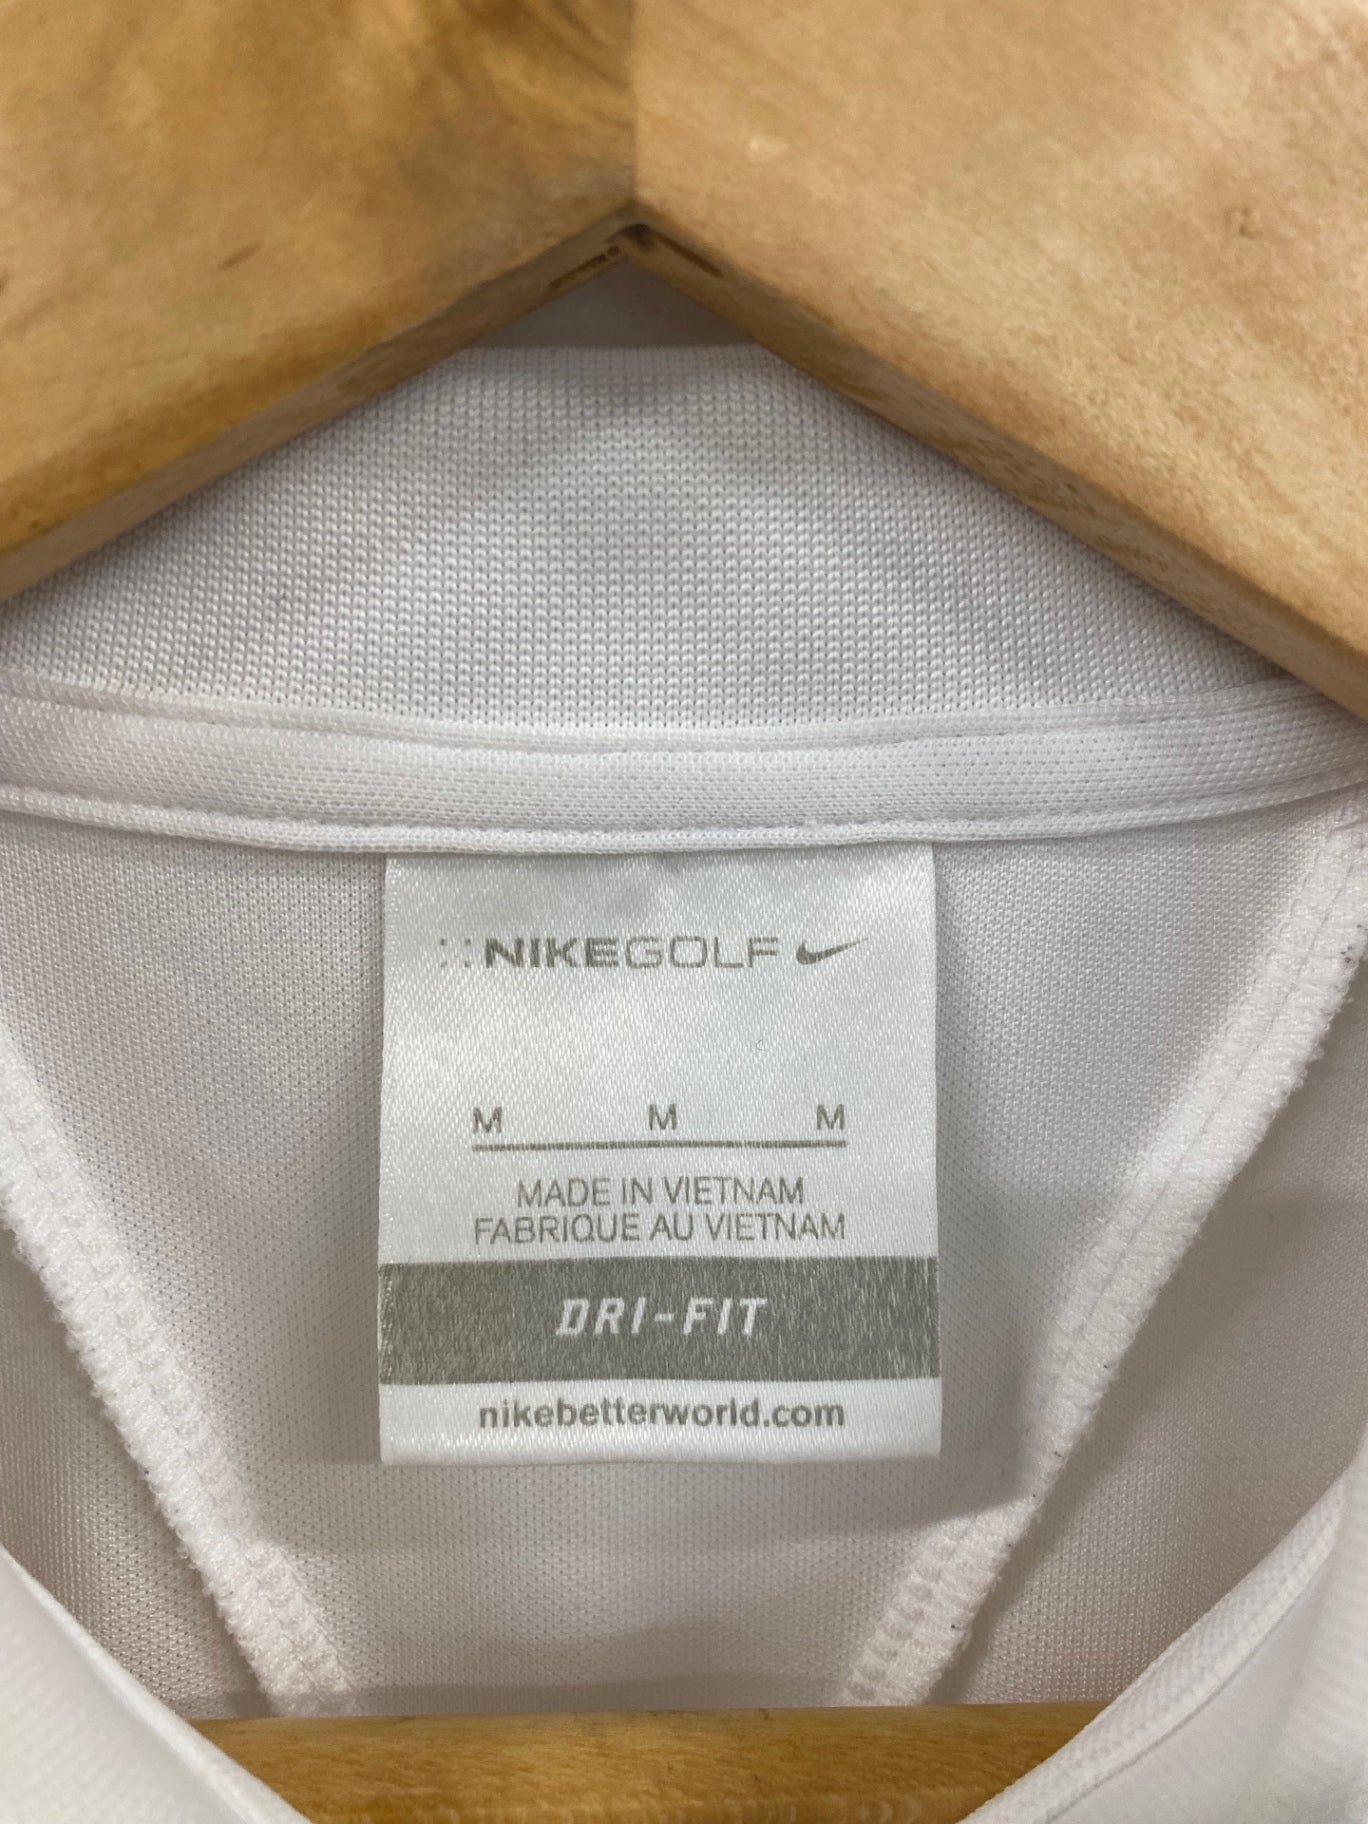 NIKEGOLF
M M M
MADE IN VIETNAM
FABRIQUE AU VIETNAM
DRI-FIT
nikebetterworld.com